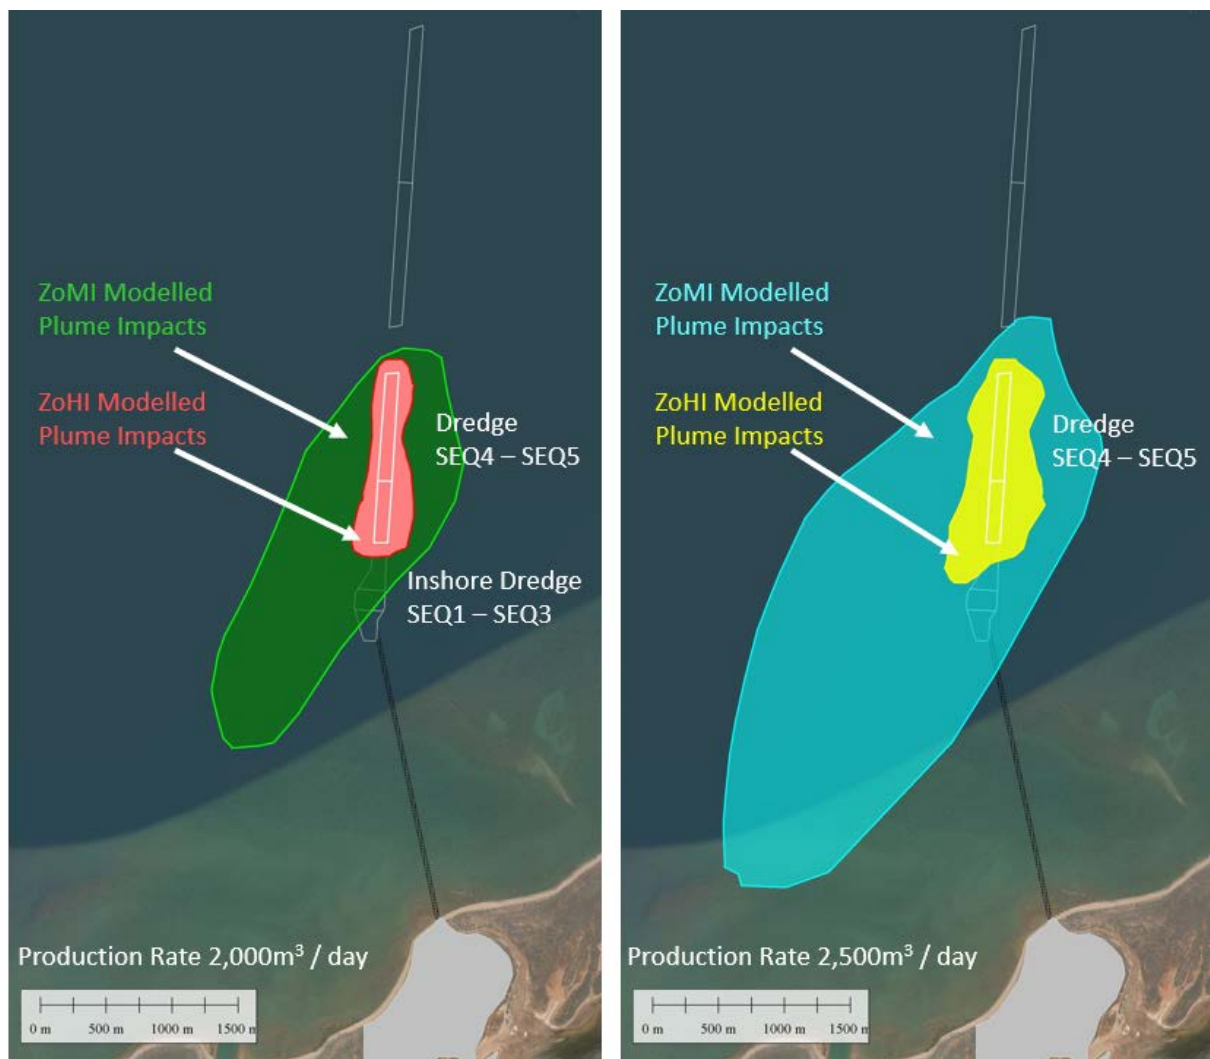 ZoMI Modelled
Plume Impacts
ZoHI Modelled
Plume Impacts
Dredge
SEQ4 – SEQ5
Inshore Dredge
SEQ1 – SEQ3
Production Rate 2,000m³ / day
0 m 500 m 1000 m 1500 m
ZoMI Modelled
Plume Impacts
ZoHI Modelled
Plume Impacts
Dredge
SEQ4 – SEQ5
Production Rate 2,500m³ / day
0 m 500 m 1000 m 1500 m